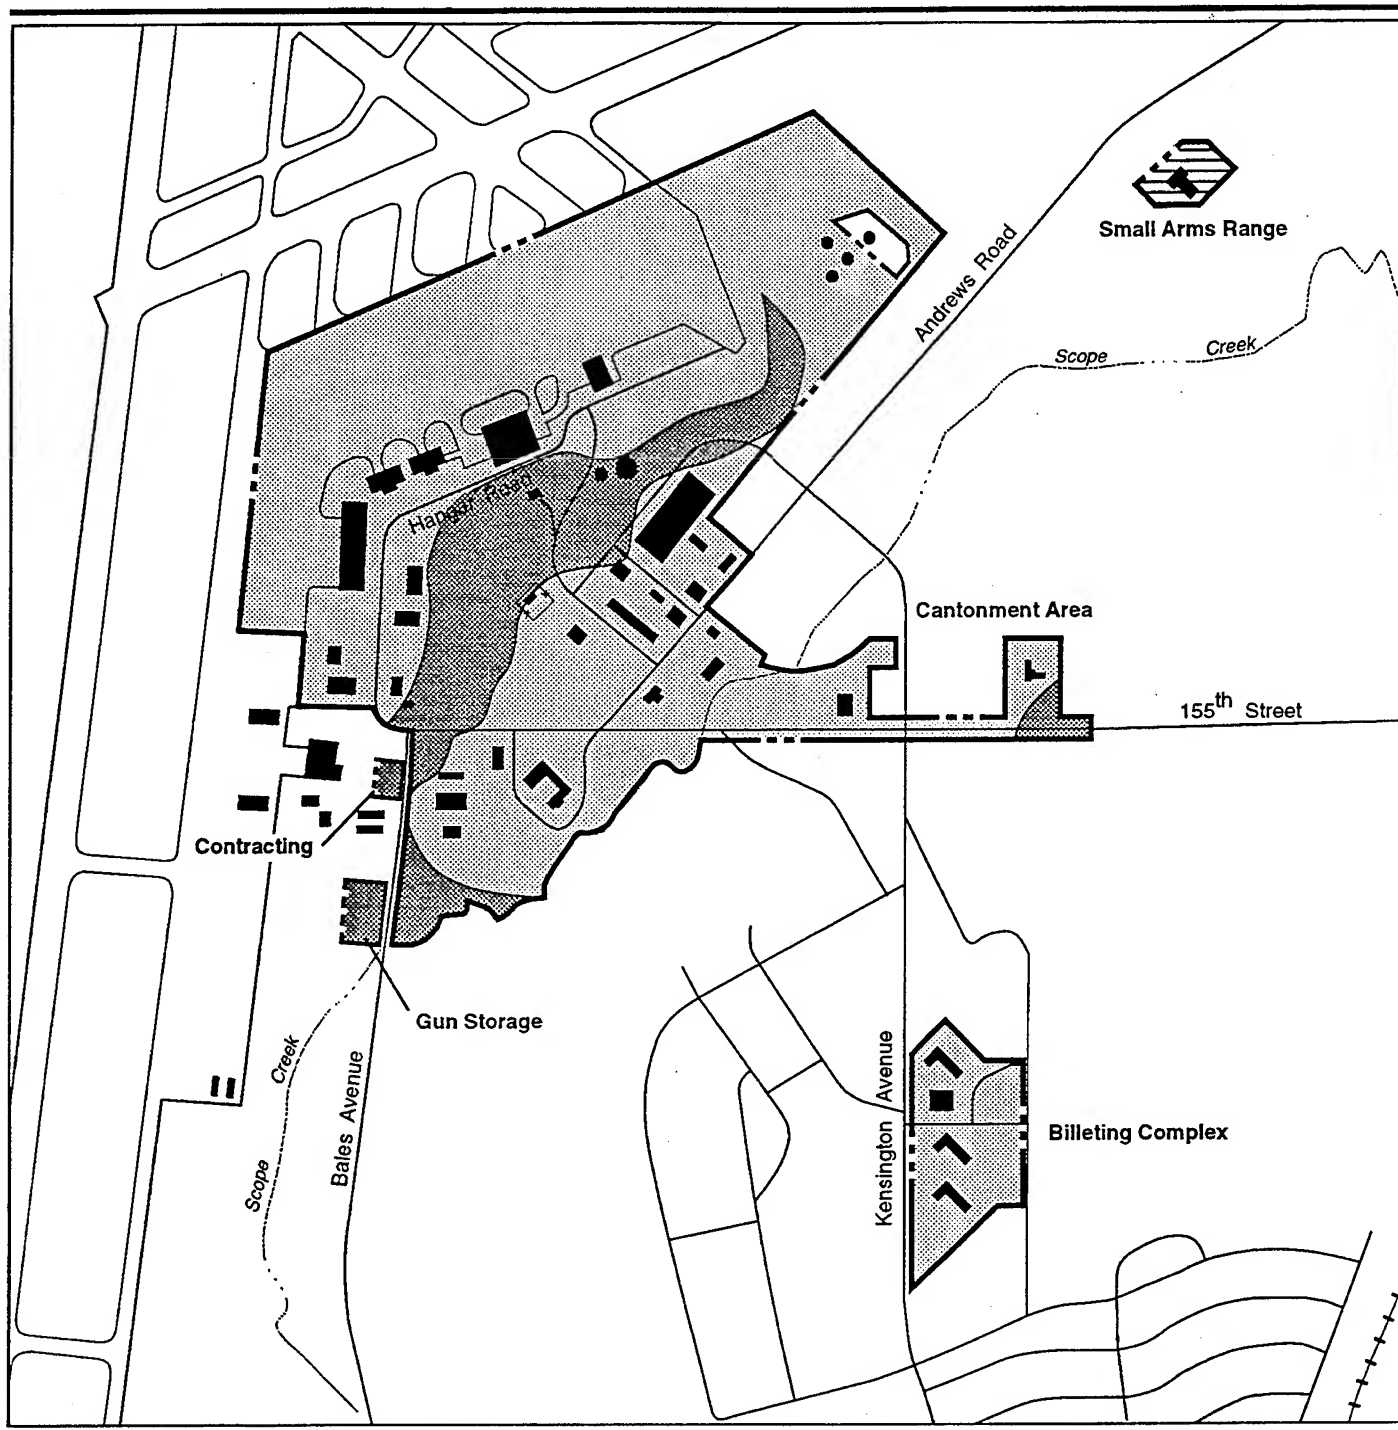 Small Arms Range
Andrews Road
Scope Creek
Hangar Road
Cantonment Area
155th Street
Contracting
Gun Storage
Scope Creek
Bales Avenue
Kensington Avenue
Billeting Complex